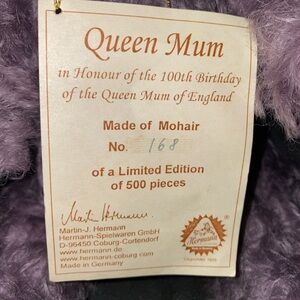 Queen Mum
in Honour of the 100th Birthday
of the Queen Mum of England
Made of Mohair
No. 168
of a Limited Edition
of 500 pieces
Martin Hermann
Martin-J. Hermann
Hermann-Spielwaren GmbH
D-96450 Coburg-Cortendorf
www.hermann.de
www.hermann-coburg.com
Made in Germany
Hermann